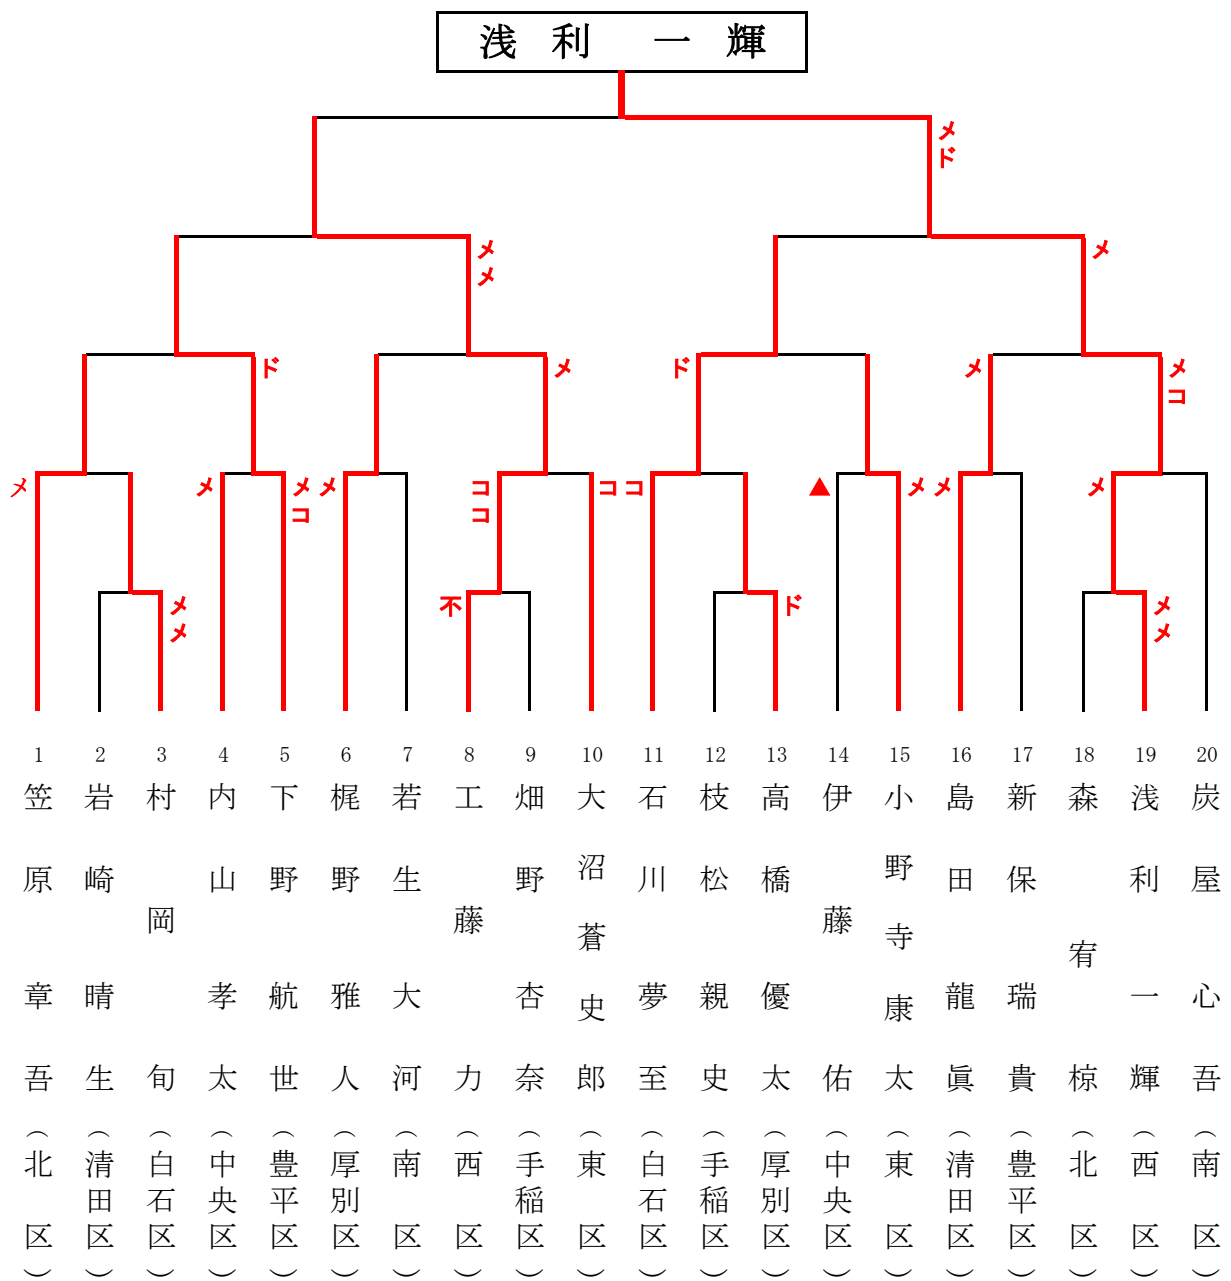 浅利　一輝
メド
メメ
メ
ド
メ
ド
メ
メコ
メ
メ
メコ
メ
ココ
コ
コ
▲
メ
メ
メ
メメ
不
ド
メメ
1 笠原章吾（北区）
2 岩崎晴生（清田区）
3 村岡旬（白石区）
4 内山孝太（中央区）
5 下野航世（豊平区）
6 梶野雅人（厚別区）
7 若生大河（南区）
8 工藤力（西区）
9 畑野杏奈（手稲区）
10 大沼蒼史郎（東区）
11 石川夢至（白石区）
12 枝松親史（手稲区）
13 高橋優太（厚別区）
14 伊藤佑（中央区）
15 小野寺康太（東区）
16 島田龍眞（清田区）
17 新保瑞貴（豊平区）
18 森宥椋（北区）
19 浅利一輝（西区）
20 炭屋心吾（南区）